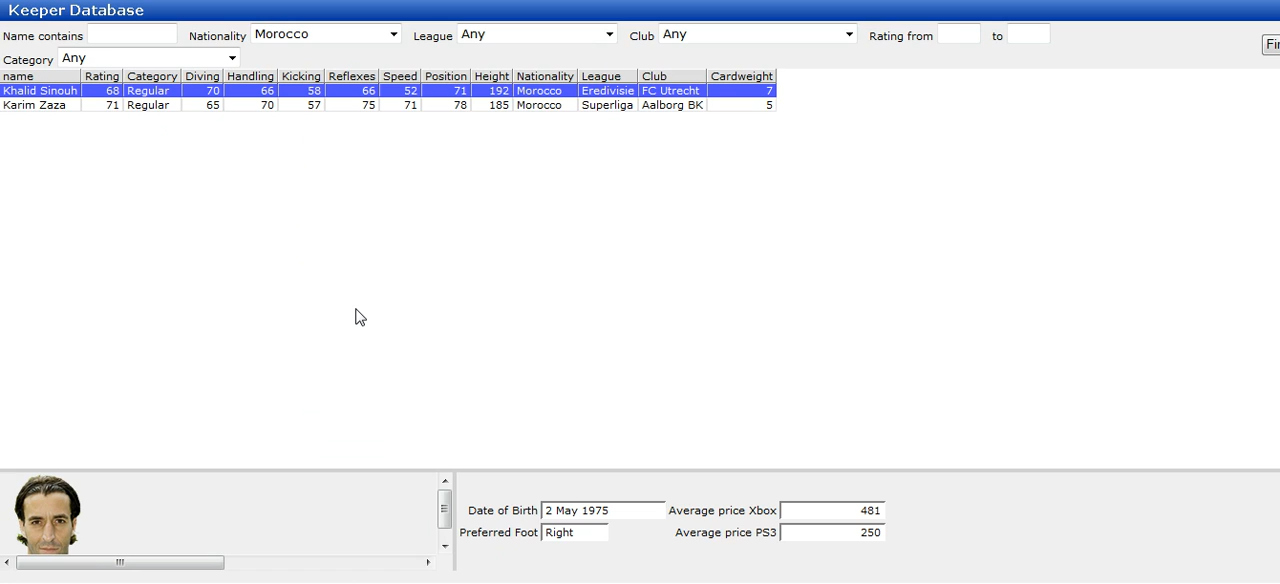 Keeper Database
Name contains Nationality Morocco League Any Club Any Rating from to
Category Any
name Rating Category Diving Handling Kicking Reflexes Speed Position Height Nationality League Club Cardweight
Khalid Sinouh 68 Regular 70 66 58 66 52 71 192 Morocco Eredivisie FC Utrecht 7
Karim Zaza 71 Regular 65 70 57 75 71 78 185 Morocco Superliga Aalborg BK 5
Date of Birth 2 May 1975 Average price Xbox 481
Preferred Foot Right Average price PS3 250